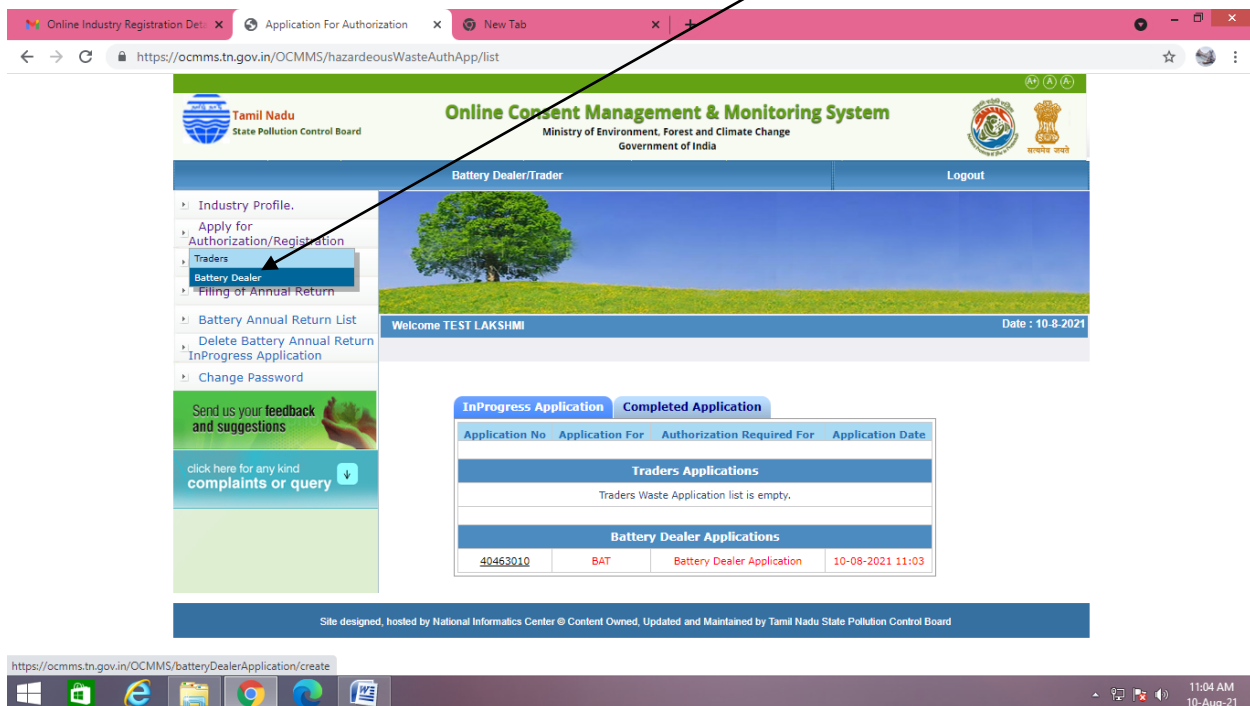 Online Industry Registration Deta
Application For Authorization
New Tab
https://ocmms.tn.gov.in/OCMMS/hazardeousWasteAuthApp/list
A+ A A-
Tamil Nadu
State Pollution Control Board
Online Consent Management & Monitoring System
Ministry of Environment, Forest and Climate Change
Government of India
सत्यमेव जयते
Battery Dealer/Trader
Logout
Industry Profile.
Apply for
Authorization/Registration
Traders
Battery Dealer
Filing of Annual Return
Battery Annual Return List
Delete Battery Annual Return
InProgress Application
Change Password
Send us your feedback
and suggestions
click here for any kind
complaints or query
Welcome TEST LAKSHMI
Date : 10-8-2021
InProgress Application Completed Application
Application No Application For Authorization Required For Application Date
Traders Applications
Traders Waste Application list is empty.
Battery Dealer Applications
40463010 BAT Battery Dealer Application 10-08-2021 11:03
Site designed, hosted by National Informatics Center © Content Owned, Updated and Maintained by Tamil Nadu State Pollution Control Board
https://ocmms.tn.gov.in/OCMMS/batteryDealerApplication/create
11:04 AM
10-Aug-21